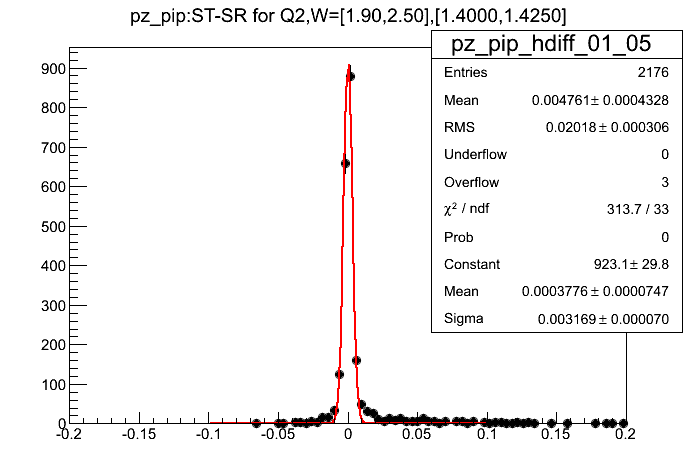 pz_pip:ST-SR for Q2,W=[1.90,2.50],[1.4000,1.4250]
pz_pip_hdiff_01_05
Entries 2176
Mean 0.004761± 0.0004328
RMS 0.02018 ± 0.000306
Underflow 0
Overflow 3
χ² / ndf 313.7 / 33
Prob 0
Constant 923.1± 29.8
Mean 0.0003776 ± 0.0000747
Sigma 0.003169 ± 0.000070
900
800
700
600
500
400
300
200
100
0
-0.2 -0.15 -0.1 -0.05 0 0.05 0.1 0.15 0.2